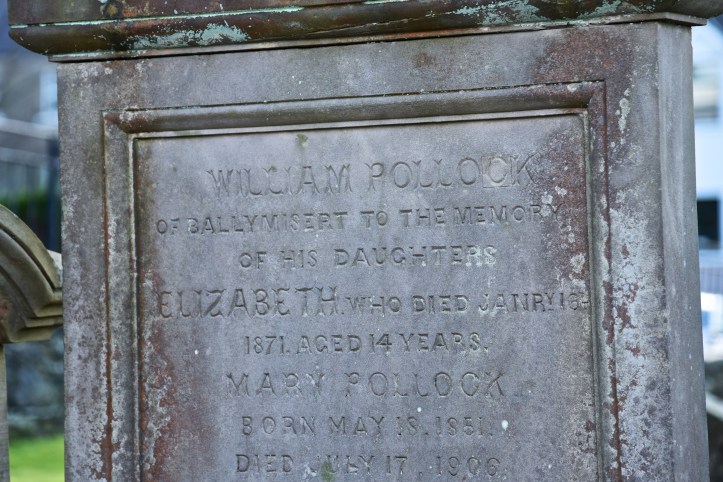 WILLIAM POLLOCK
OF BALLYMISERT TO THE MEMORY
OF HIS DAUGHTERS
ELIZABETH. WHO DIED JANRY. 16TH
1871. AGED 14 YEARS.
MARY POLLOCK
BORN MAY 18. 1851.
DIED JULY 17. 1906.